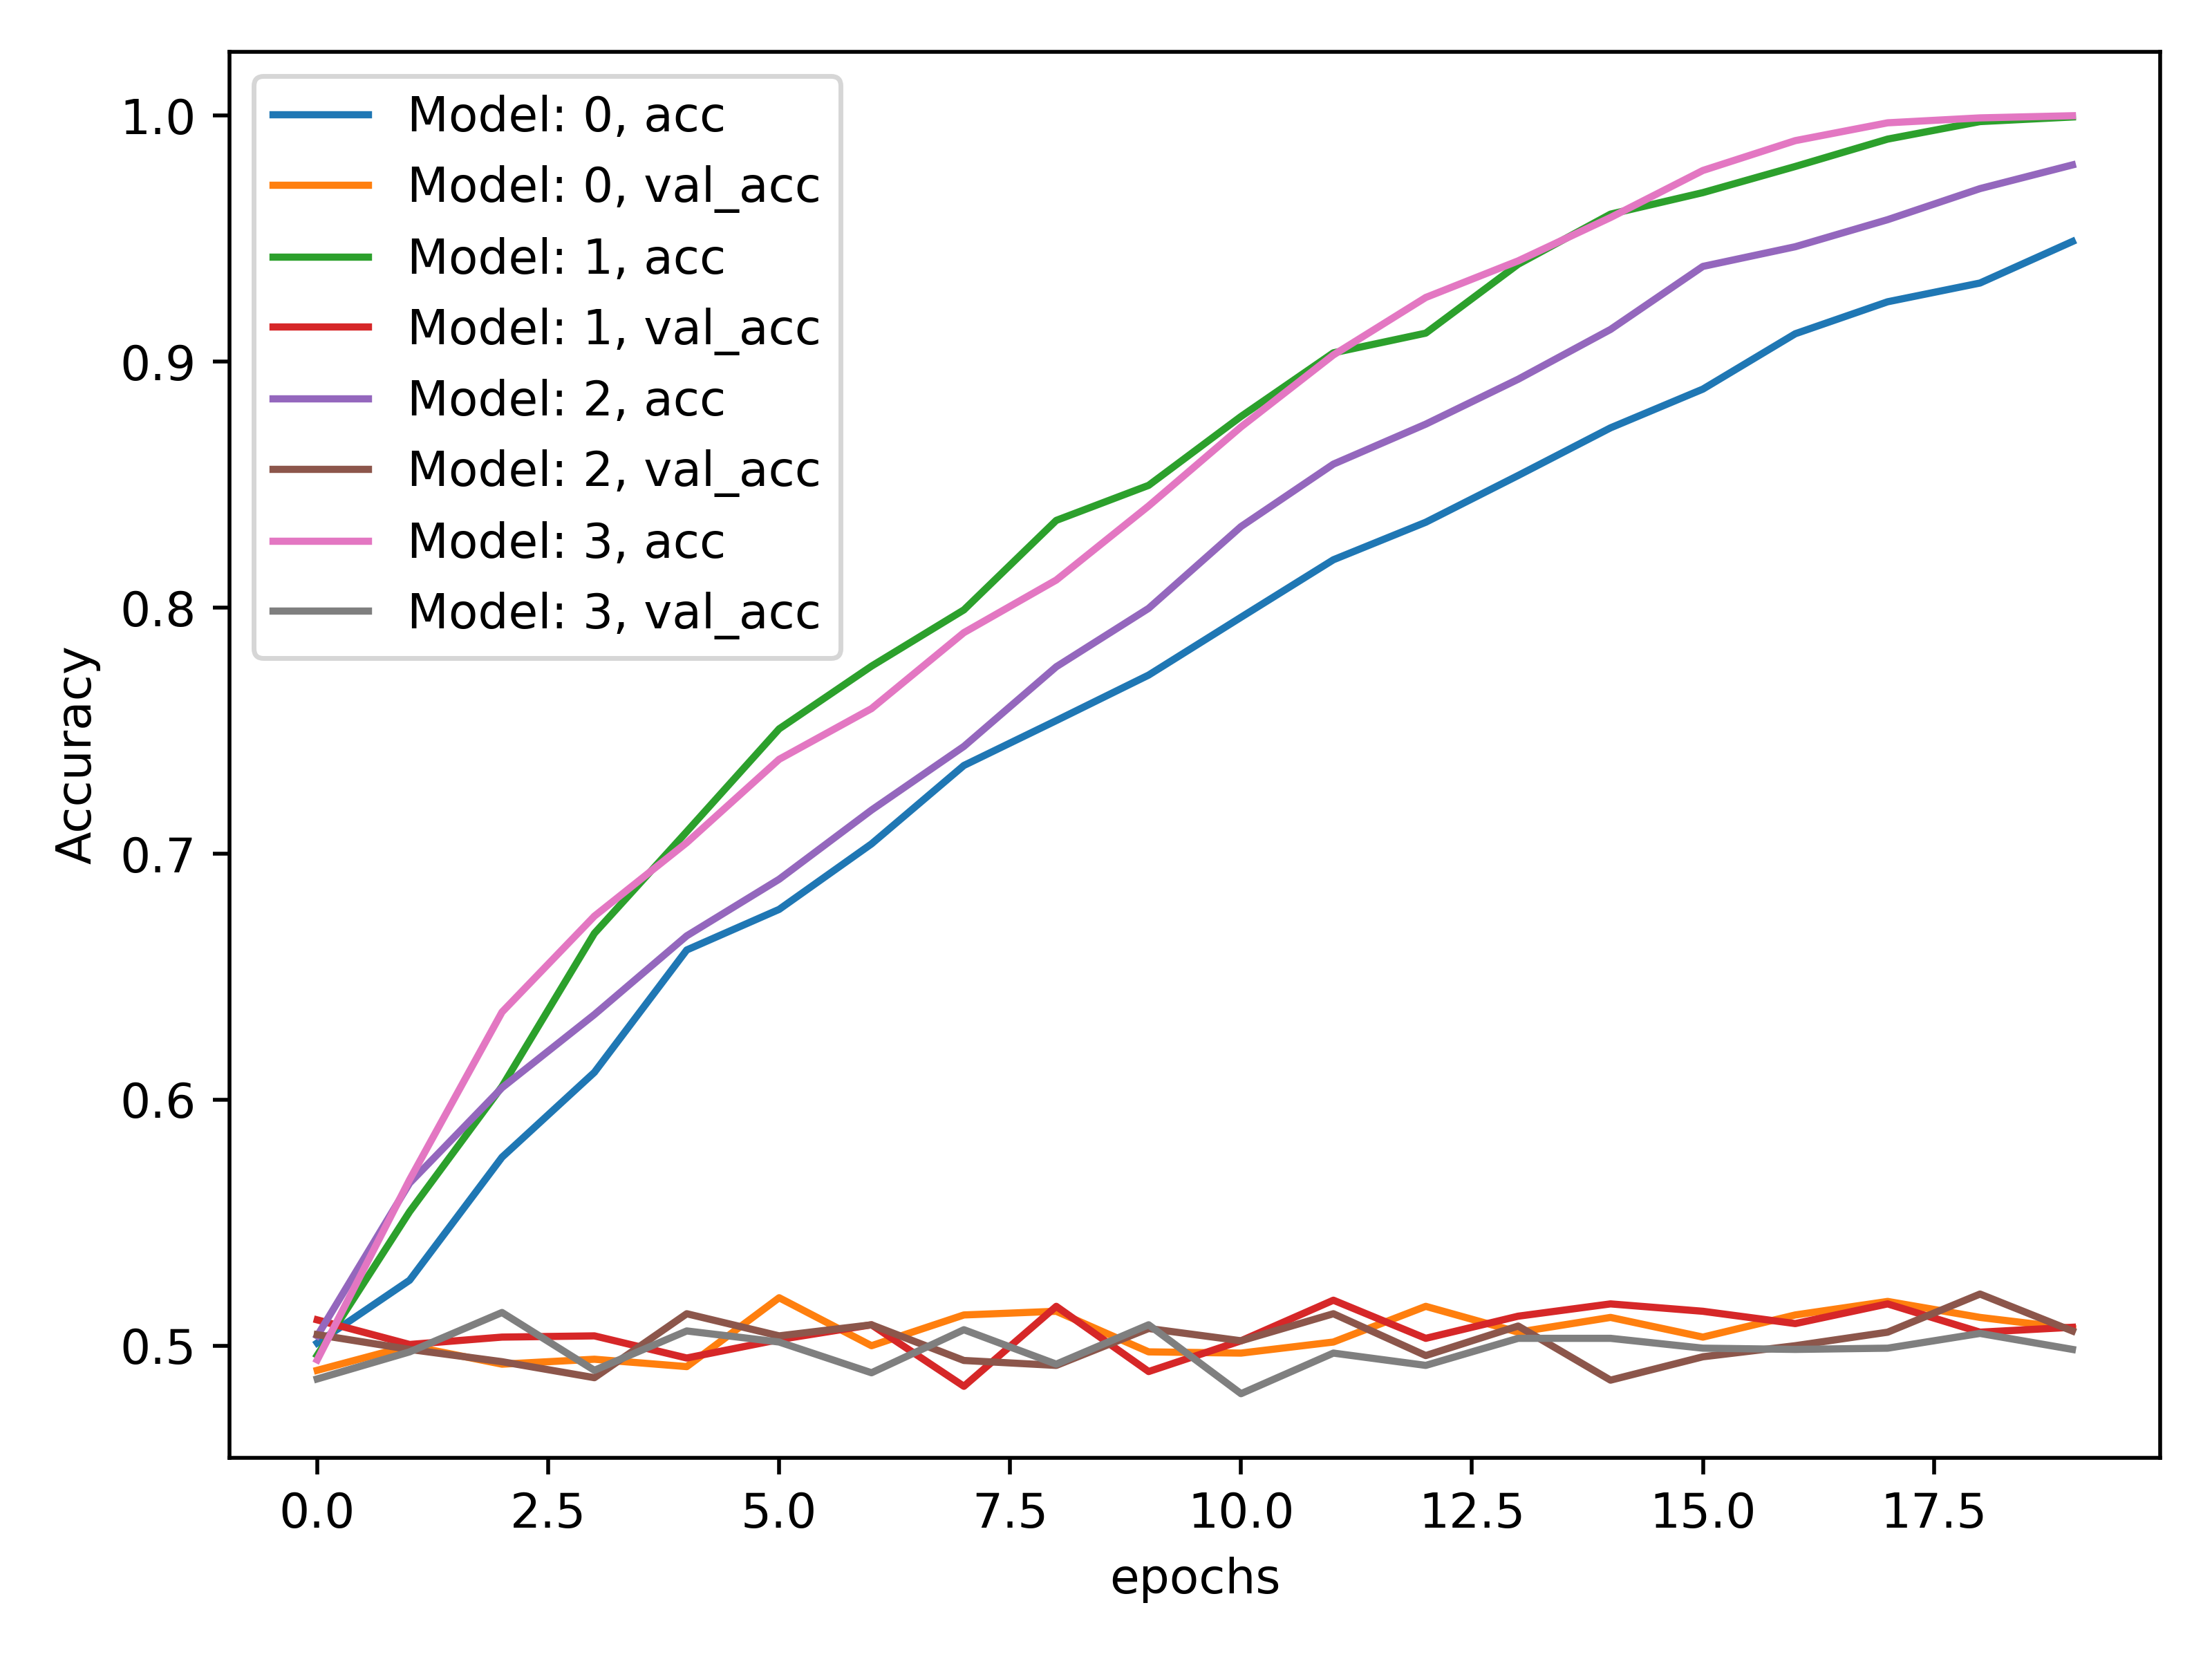 Model: 0, acc
Model: 0, val_acc
Model: 1, acc
Model: 1, val_acc
Model: 2, acc
Model: 2, val_acc
Model: 3, acc
Model: 3, val_acc
1.0
0.9
0.8
0.7
0.6
0.5
Accuracy
0.0 2.5 5.0 7.5 10.0 12.5 15.0 17.5
epochs